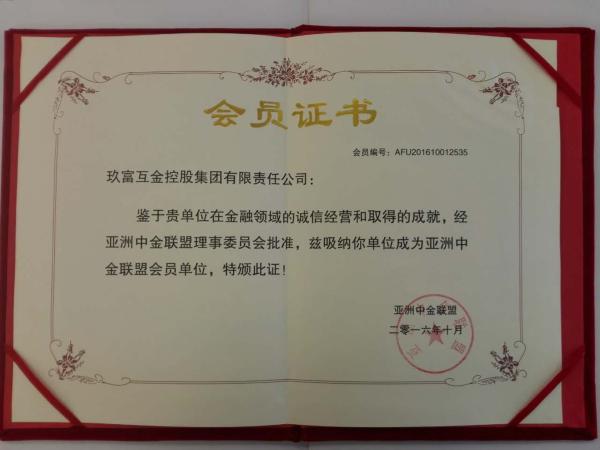 会员证书
会员编号：AFU201610012535
玖富互金控股集团有限责任公司：
鉴于贵单位在金融领域的诚信经营和取得的成就，经
亚洲中金联盟理事委员会批准，兹吸纳你单位成为亚洲中
金联盟会员单位，特颁此证！
亚洲中金联盟
二零一六年十月